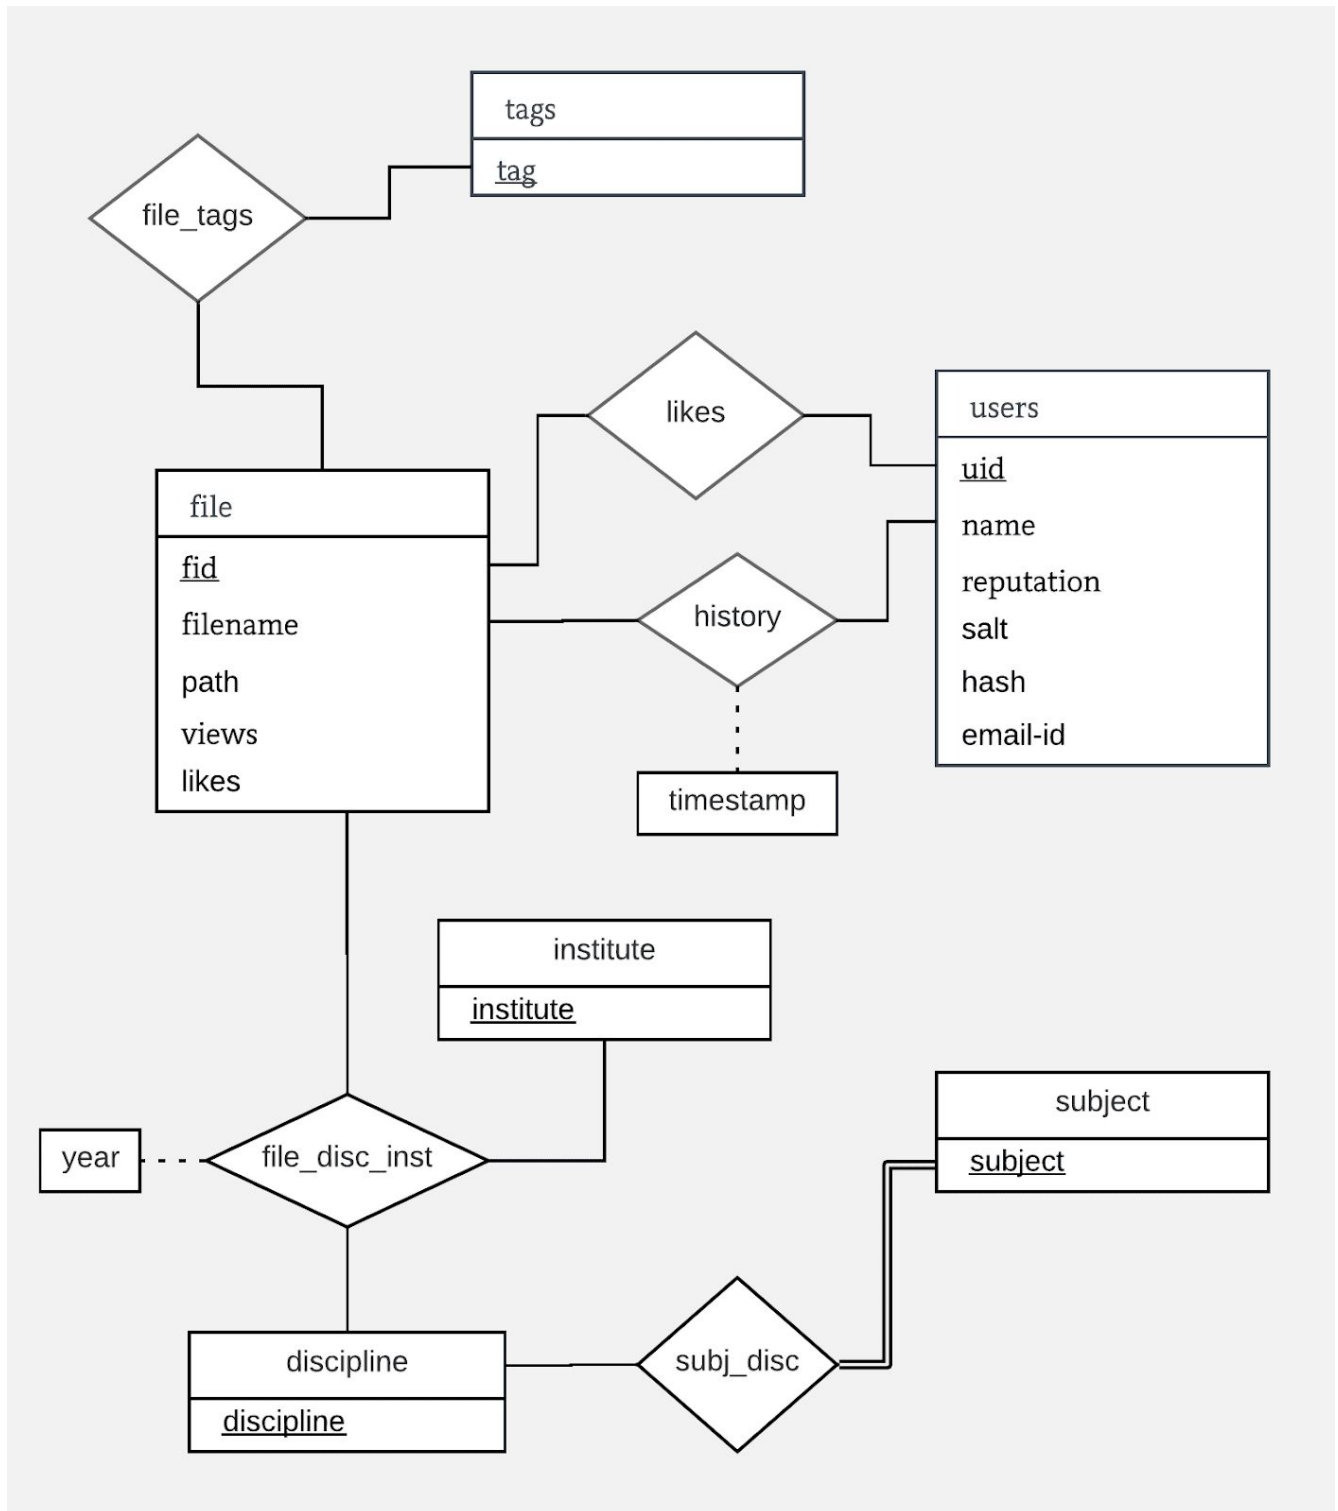 tags
tag
file_tags
likes
users
uid
name
reputation
salt
hash
email-id
file
fid
filename
path
views
likes
history
timestamp
institute
institute
year
file_disc_inst
subject
subject
discipline
discipline
subj_disc